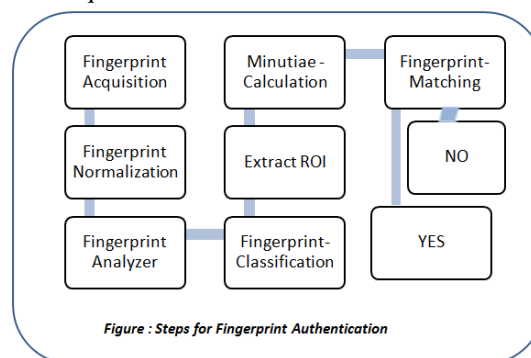 Fingerprint
Acquisition
Fingerprint
Normalization
Fingerprint
Analyzer
Minutiae -
Calculation
Extract ROI
Fingerprint-
Classification
Fingerprint-
Matching
NO
YES
Figure : Steps for Fingerprint Authentication